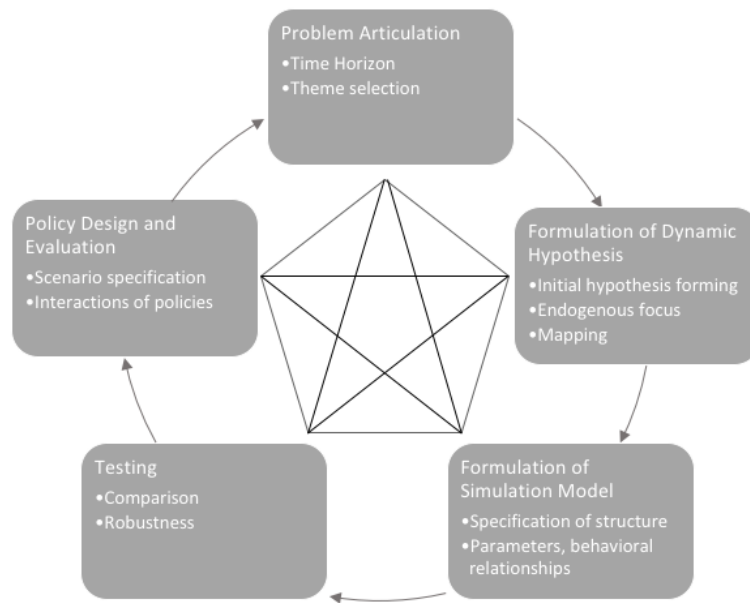 Problem Articulation
•Time Horizon
•Theme selection
Formulation of Dynamic
Hypothesis
•Initial hypothesis forming
•Endogenous focus
•Mapping
Formulation of
Simulation Model
•Specification of structure
•Parameters, behavioral
relationships
Testing
•Comparison
•Robustness
Policy Design and
Evaluation
•Scenario specification
•Interactions of policies